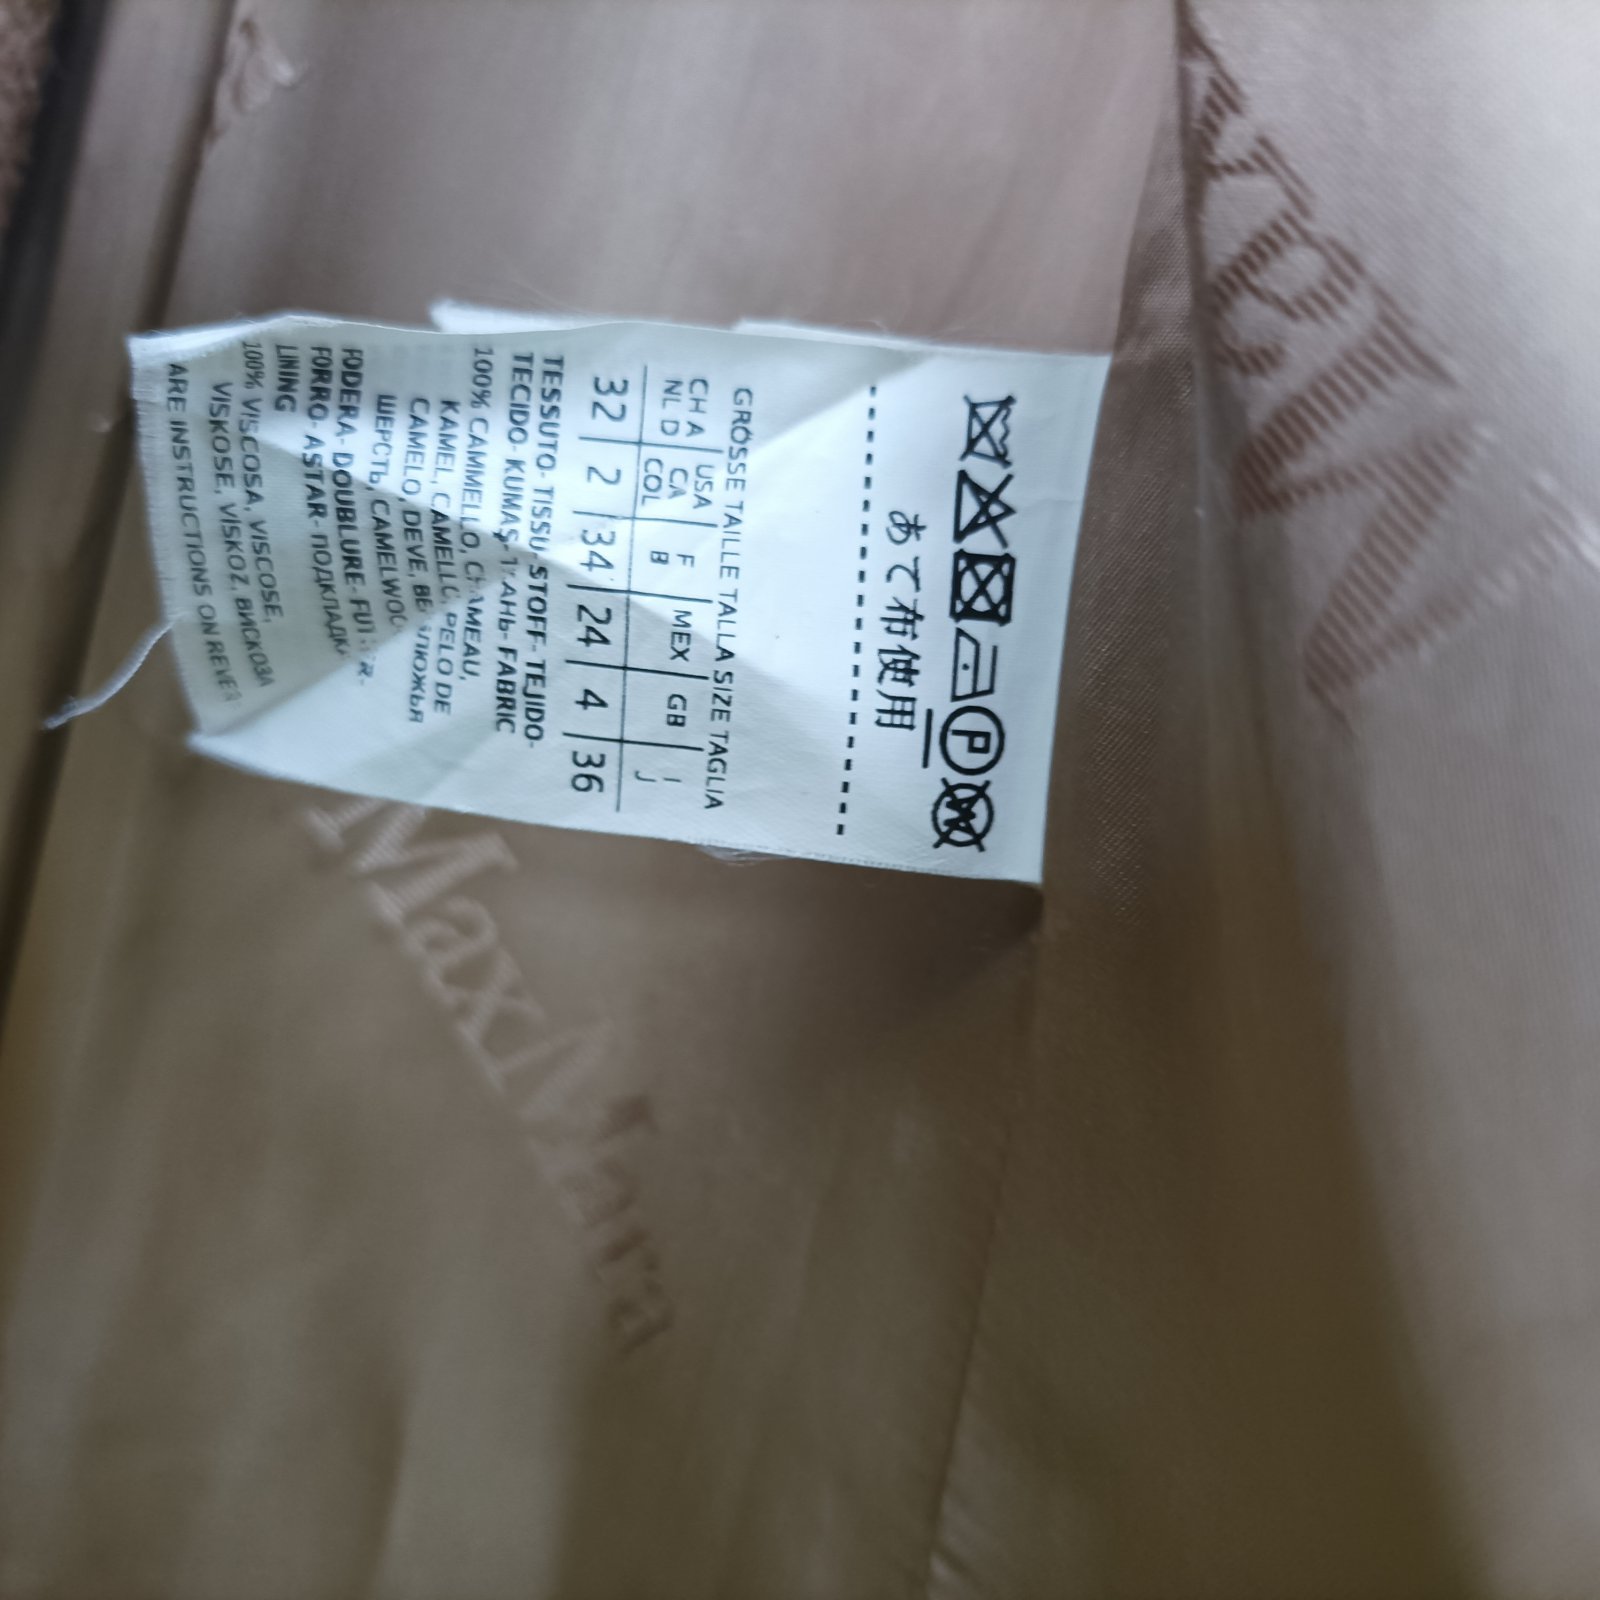 あて布使用
GRÖSSE TAILLE TALLA SIZE TAGLIA
CH A USA F MEX GB I
NL D CA B J
COL
32 2 34 24 4 36
TESSUTO- TISSU- STOFF- TEJIDO-
TECIDO- KUMAŞ- ТКАНЬ- FABRIC
100% CAMMELLO, CHAMEAU,
KAMEL, CAMELLO, PELO DE
CAMELO, DEVE, ВЕРБЛЮЖЬЯ
ШЕРСТЬ, CAMELWOO
FODERA- DOUBLURE- FUTTER-
FORRO- ASTAR- ПОДКЛАДКА
LINING
100% VISCOSA, VISCOSE,
VISKOSE, VISKOZ, ВИСКОЗА
ARE INSTRUCTIONS ON REVER
MaxMara